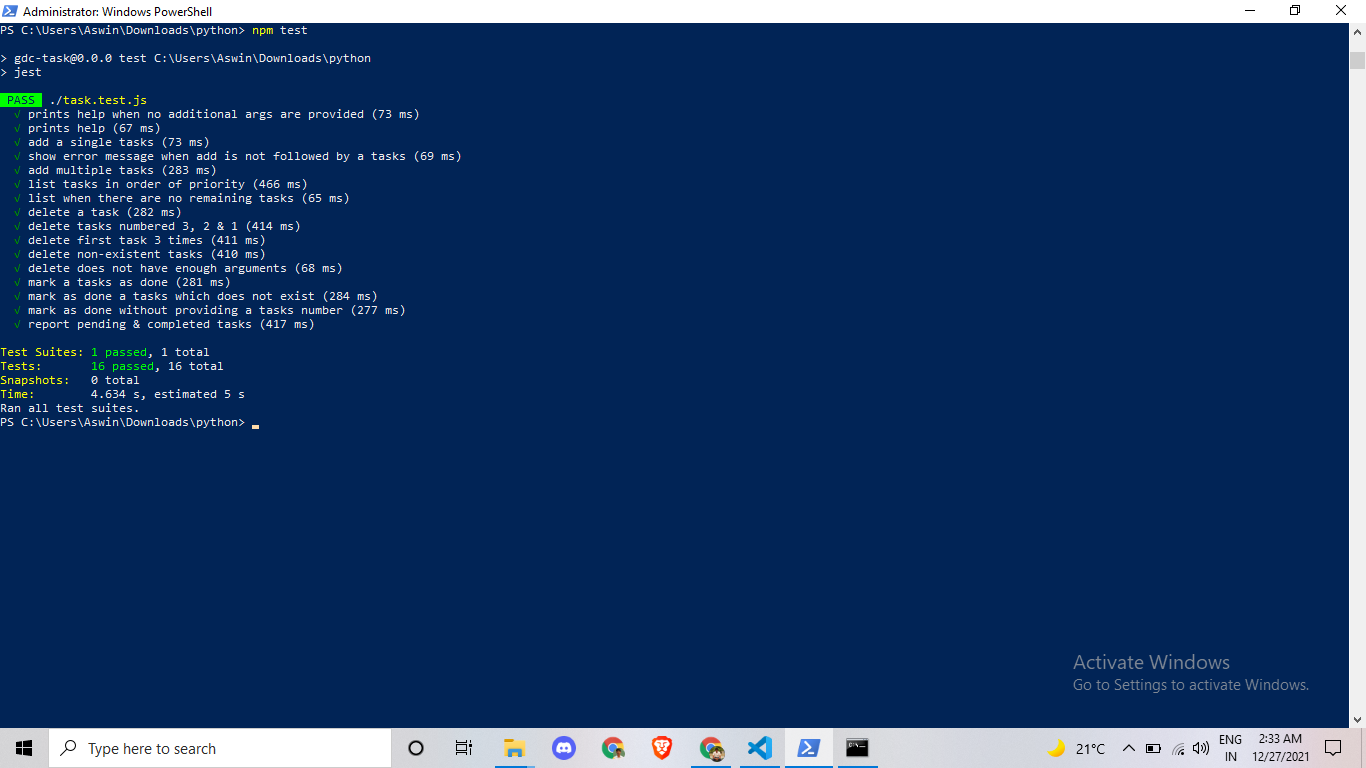 Administrator: Windows PowerShell
PS C:\Users\Aswin\Downloads\python> npm test
> gdc-task@0.0.0 test C:\Users\Aswin\Downloads\python
> jest
PASS ./task.test.js
√ prints help when no additional args are provided (73 ms)
√ prints help (67 ms)
√ add a single tasks (73 ms)
√ show error message when add is not followed by a tasks (69 ms)
√ add multiple tasks (283 ms)
√ list tasks in order of priority (466 ms)
√ list when there are no remaining tasks (65 ms)
√ delete a task (282 ms)
√ delete tasks numbered 3, 2 & 1 (414 ms)
√ delete first task 3 times (411 ms)
√ delete non-existent tasks (410 ms)
√ delete does not have enough arguments (68 ms)
√ mark a tasks as done (281 ms)
√ mark as done a tasks which does not exist (284 ms)
√ mark as done without providing a tasks number (277 ms)
√ report pending & completed tasks (417 ms)
Test Suites: 1 passed, 1 total
Tests: 16 passed, 16 total
Snapshots: 0 total
Time: 4.634 s, estimated 5 s
Ran all test suites.
PS C:\Users\Aswin\Downloads\python>
Activate Windows
Go to Settings to activate Windows.
Type here to search
21°C
ENG
IN
2:33 AM
12/27/2021